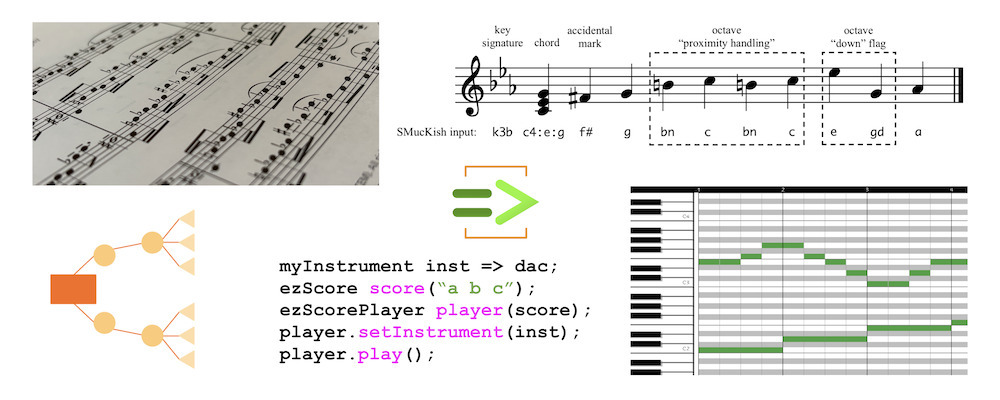 key
signature
chord
accidental
mark
octave
“proximity handling”
octave
“down” flag
SMucKish input: k3b c4:e:g f# g bn c bn c e gd a
=>
myInstrument inst => dac;
ezScore score(“a b c”);
ezScorePlayer player(score);
player.setInstrument(inst);
player.play();
1 2 3 4
C4
C3
C2